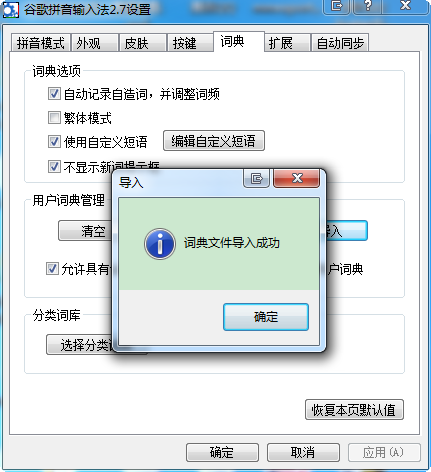 谷歌拼音输入法2.7设置
拼音模式 外观 皮肤 按键 词典 扩展 自动同步
词典选项
自动记录自造词，并调整词频
繁体模式
使用自定义短语 编辑自定义短语
不显示新词提示框
导入
用户词典管理
清空 导入
词典文件导入成功
允许具有 户词典
确定
分类词库
选择分类词
恢复本页默认值
确定 取消 应用(A)